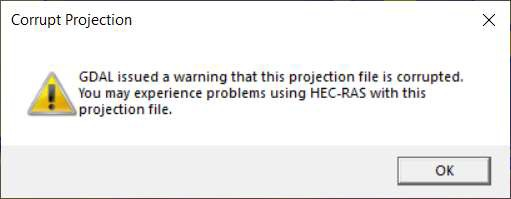 Corrupt Projection
GDAL issued a warning that this projection file is corrupted.
You may experience problems using HEC-RAS with this
projection file.
OK